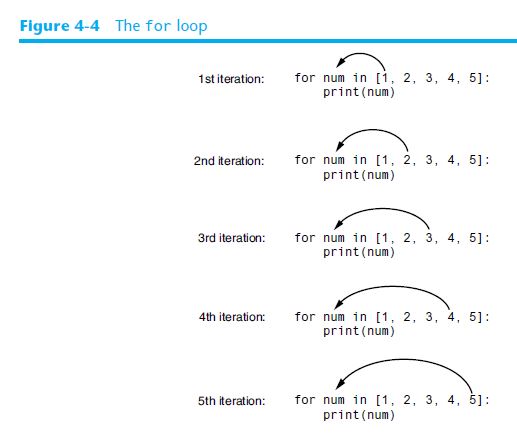 Figure 4-4 The for loop
1st iteration: for num in [1, 2, 3, 4, 5]:
print(num)
2nd iteration: for num in [1, 2, 3, 4, 5]:
print(num)
3rd iteration: for num in [1, 2, 3, 4, 5]:
print(num)
4th iteration: for num in [1, 2, 3, 4, 5]:
print(num)
5th iteration: for num in [1, 2, 3, 4, 5]:
print(num)